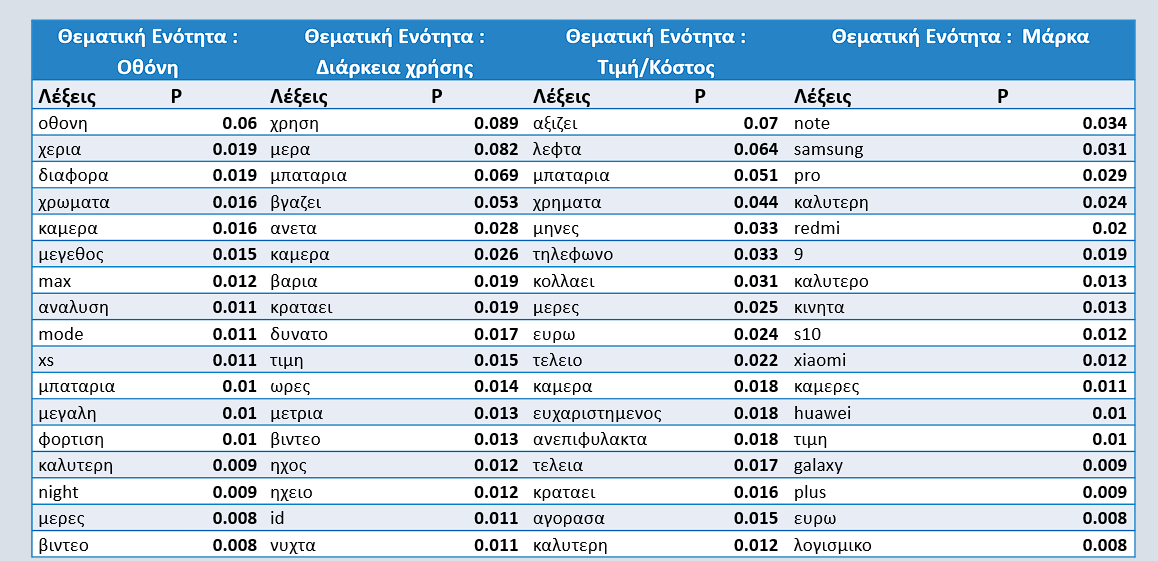 Θεματική Ενότητα : Θεματική Ενότητα : Θεματική Ενότητα : Θεματική Ενότητα : Μάρκα
Οθόνη Διάρκεια χρήσης Τιμή/Κόστος
Λέξεις P Λέξεις P Λέξεις P Λέξεις P
οθονη 0.06 χρηση 0.089 αξιζει 0.07 note 0.034
χερια 0.019 μερα 0.082 λεφτα 0.064 samsung 0.031
διαφορα 0.019 μπαταρια 0.069 μπαταρια 0.051 pro 0.029
χρωματα 0.016 βγαζει 0.053 χρηματα 0.044 καλυτερη 0.024
καμερα 0.016 ανετα 0.028 μηνες 0.033 redmi 0.02
μεγεθος 0.015 καμερα 0.026 τηλεφωνο 0.033 9 0.019
max 0.012 βαρια 0.019 κολλαει 0.031 καλυτερο 0.013
αναλυση 0.011 κραταει 0.019 μερες 0.025 κινητα 0.013
mode 0.011 δυνατο 0.017 ευρω 0.024 s10 0.012
xs 0.011 τιμη 0.015 τελειο 0.022 xiaomi 0.012
μπαταρια 0.01 ωρες 0.014 καμερα 0.018 καμερες 0.011
μεγαλη 0.01 μετρια 0.013 ευχαριστημενος 0.018 huawei 0.01
φορτιση 0.01 βιντεο 0.013 ανεπιφυλακτα 0.018 τιμη 0.01
καλυτερη 0.009 ηχος 0.012 τελεια 0.017 galaxy 0.009
night 0.009 ηχειο 0.012 κραταει 0.016 plus 0.009
μερες 0.008 id 0.011 αγορασα 0.015 ευρω 0.008
βιντεο 0.008 νυχτα 0.011 καλυτερη 0.012 λογισμικο 0.008